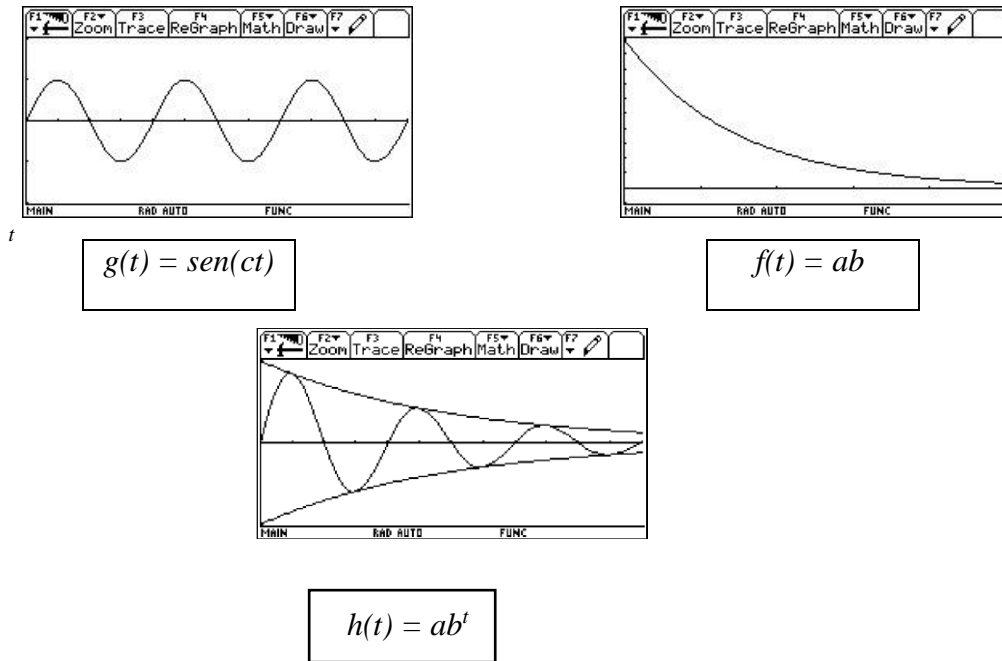 F1 F2 F3 F4 F5 F6 F7
Zoom Trace ReGraph Math Draw
MAIN RAD AUTO FUNC
F1 F2 F3 F4 F5 F6 F7
Zoom Trace ReGraph Math Draw
MAIN RAD AUTO FUNC
t
g(t) = sen(ct)
f(t) = ab
F1 F2 F3 F4 F5 F6 F7
Zoom Trace ReGraph Math Draw
MAIN RAD AUTO FUNC
h(t) = abᵗ